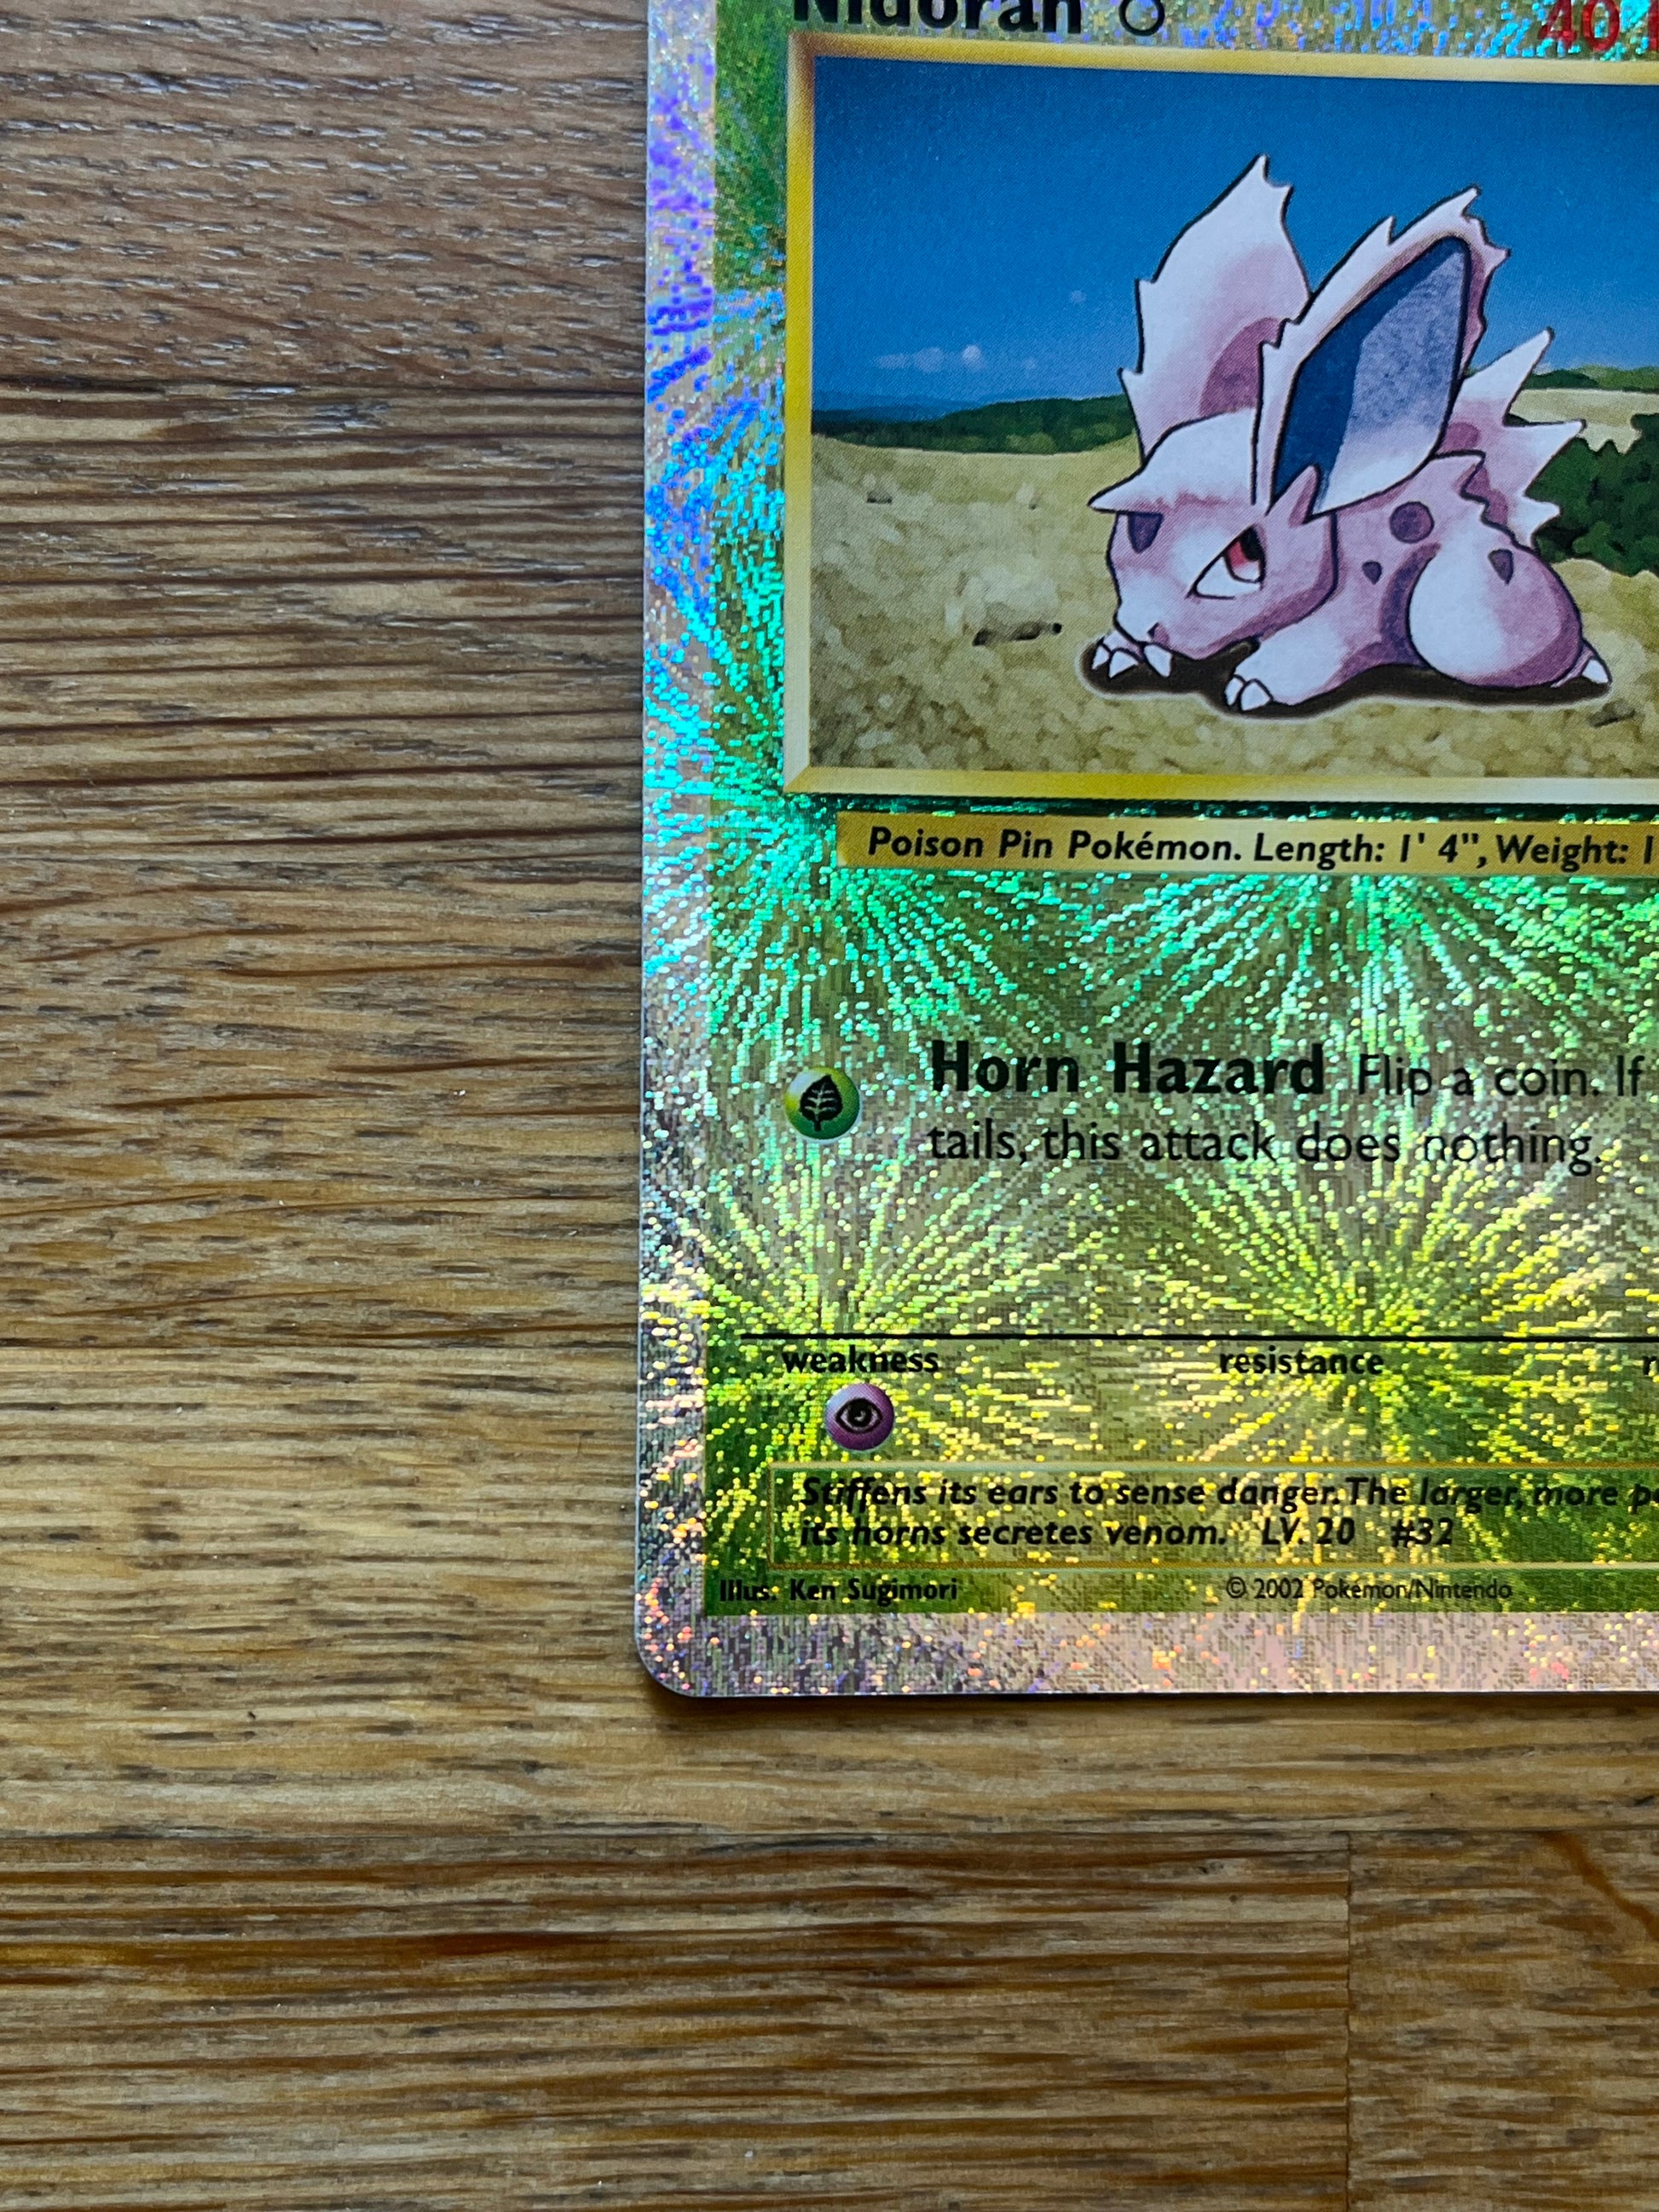 Nidoran ♂
40
Poison Pin Pokémon. Length: 1' 4", Weight: 1
Horn Hazard Flip a coin. If
tails, this attack does nothing.
weakness resistance
Stiffens its ears to sense danger. The larger, more
its horns secretes venom. LV. 20 #32
Illus. Ken Sugimori © 2002 Pokémon/Nintendo